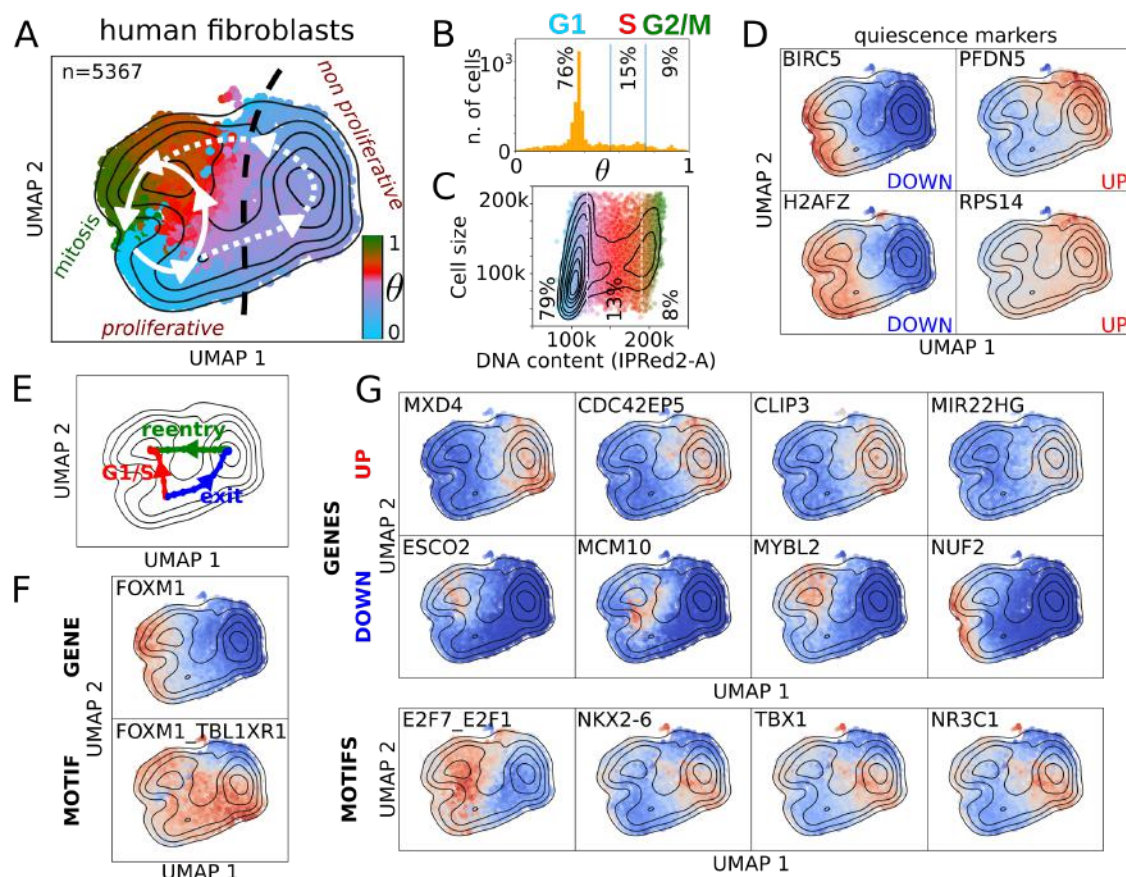 A
human fibroblasts
n=5367
non proliferative
mitosis
proliferative
1
θ
0
UMAP 2
UMAP 1
B
G1 S G2/M
76% 15% 9%
10³
0
n. of cells
0 θ 1
C
200k
100k
Cell size
79% 13% 8%
100k 200k
DNA content (IPRed2-A)
D
quiescence markers
BIRC5 PFDN5
DOWN UP
H2AFZ RPS14
DOWN UP
UMAP 2
UMAP 1
E
reentry
G1/S
exit
UMAP 2
UMAP 1
F
FOXM1
GENE
FOXM1_TBL1XR1
MOTIF
UMAP 2
UMAP 1
G
MXD4 CDC42EP5 CLIP3 MIR22HG
UP
GENES
ESCO2 MCM10 MYBL2 NUF2
DOWN
UMAP 2
UMAP 1
E2F7_E2F1 NKX2-6 TBX1 NR3C1
MOTIFS
UMAP 2
UMAP 1